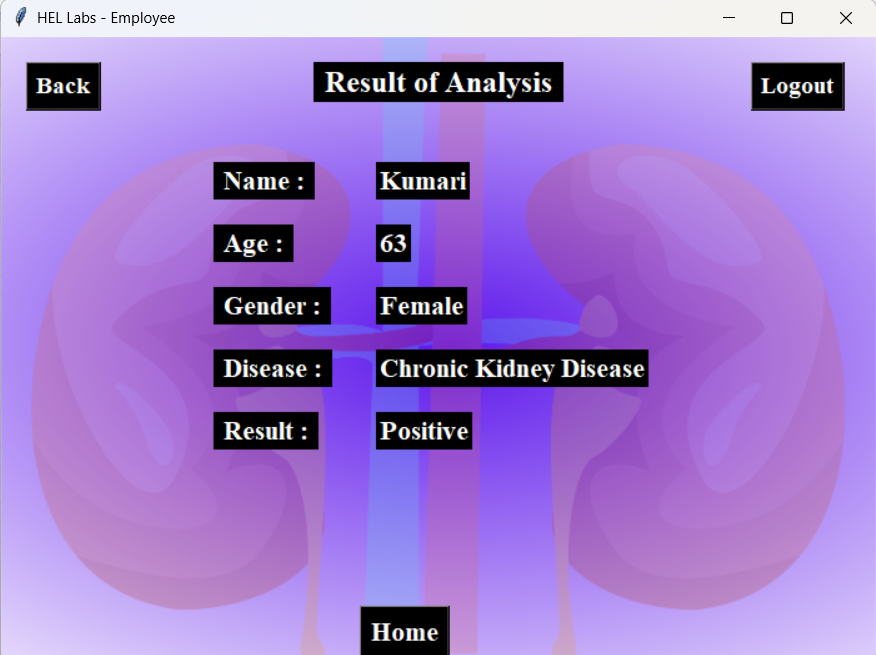 HEL Labs - Employee
Back
Result of Analysis
Logout
Name : Kumari
Age : 63
Gender : Female
Disease : Chronic Kidney Disease
Result : Positive
Home